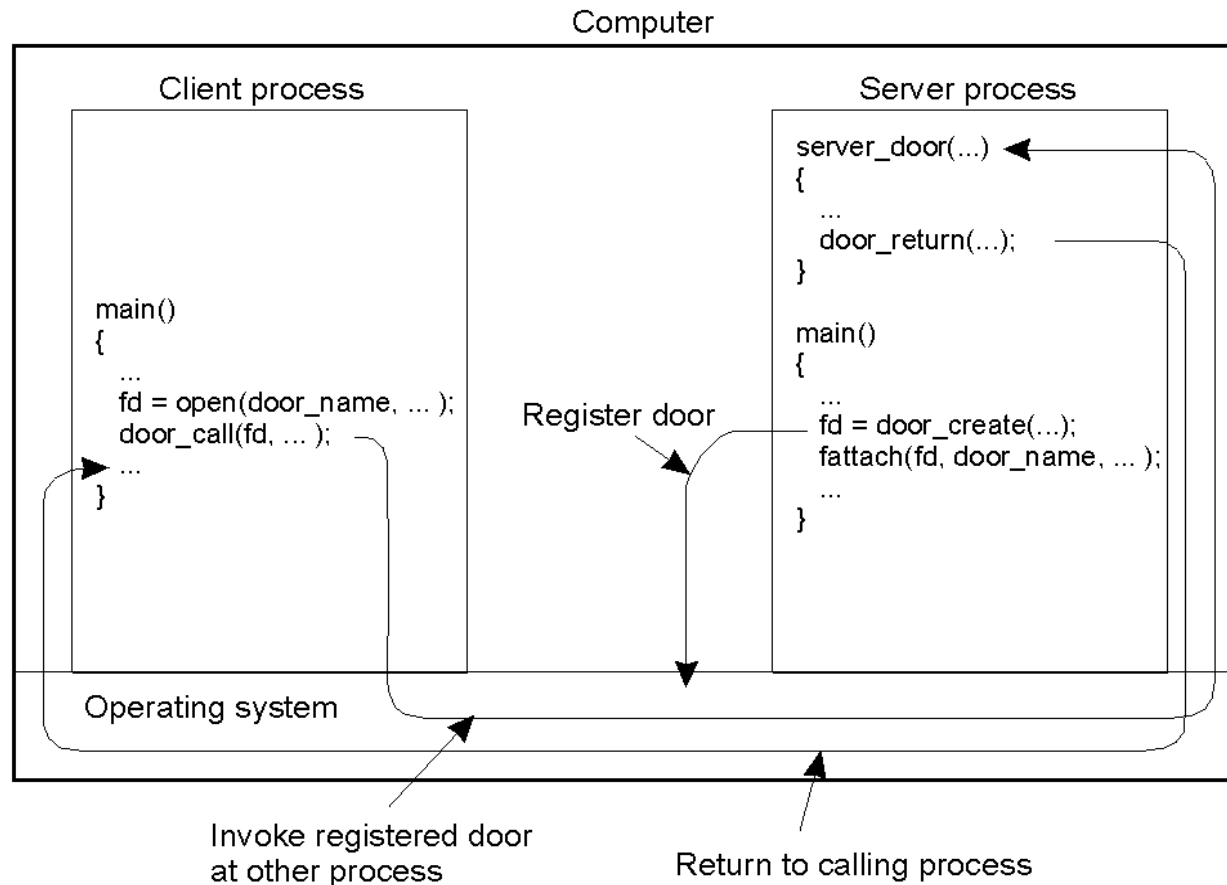 Computer
Client process
main()
{
...
fd = open(door_name, ... );
door_call(fd, ... );
...
}
Server process
server_door(...)
{
...
door_return(...);
}
main()
{
...
fd = door_create(...);
fattach(fd, door_name, ... );
...
}
Register door
Operating system
Invoke registered door
at other process
Return to calling process